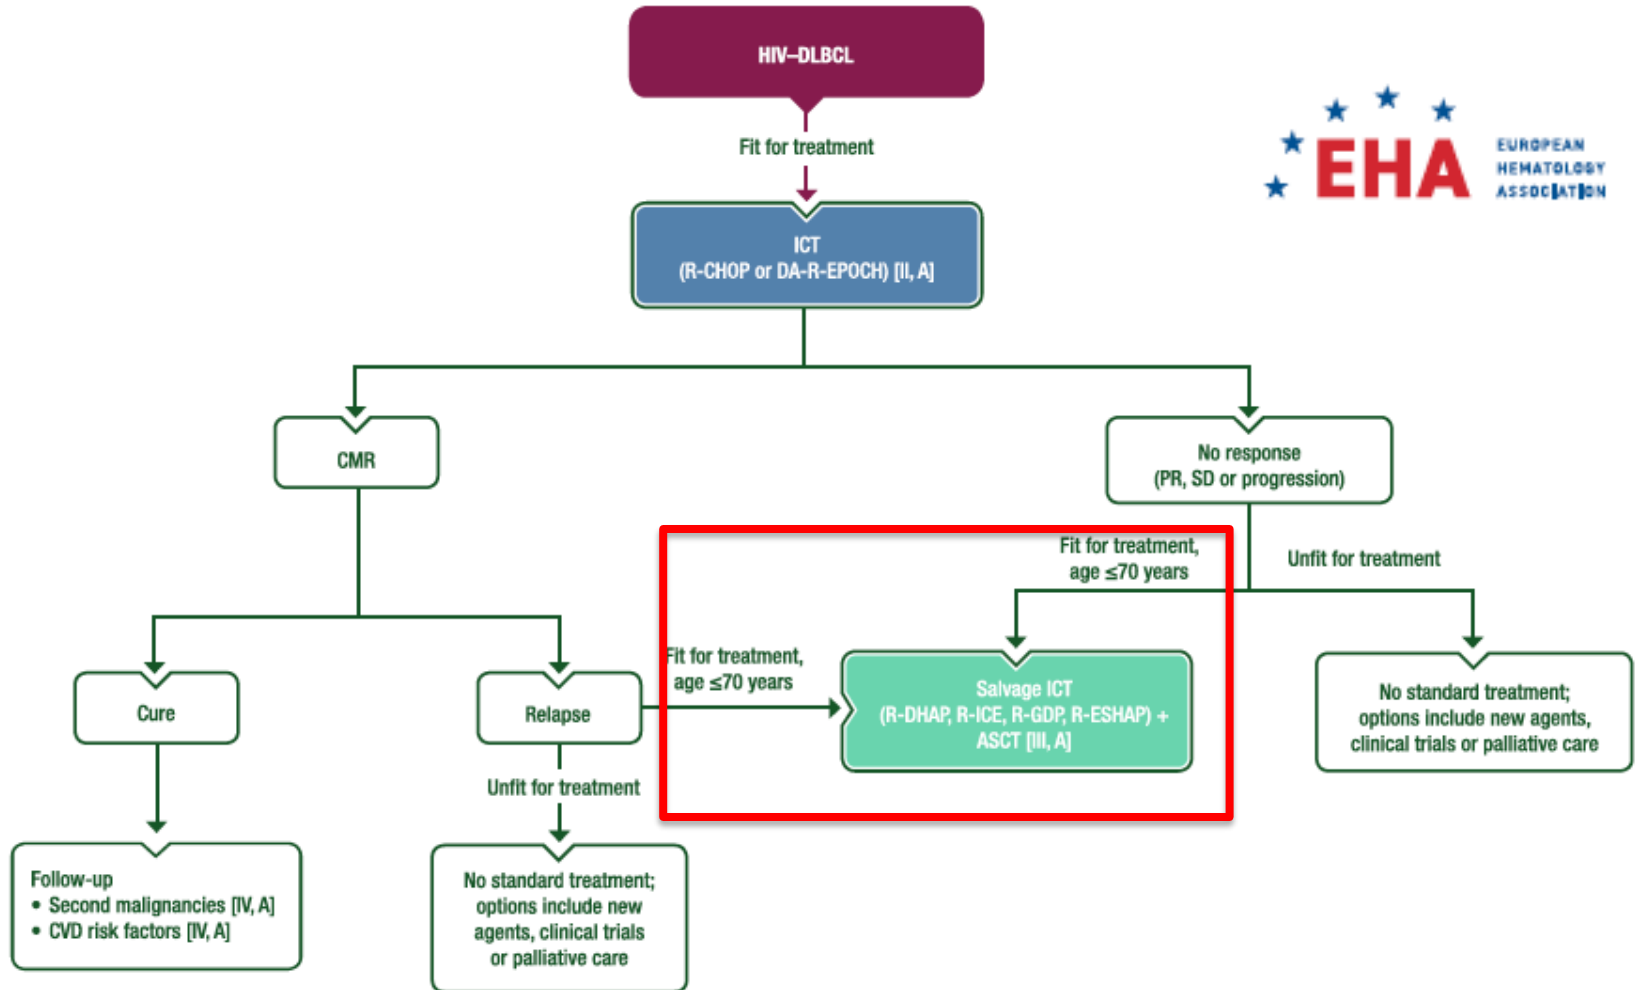 HIV–DLBCL
EHA
EUROPEAN
HEMATOLOGY
ASSOCIATION
Fit for treatment
ICT
(R-CHOP or DA-R-EPOCH) [II, A]
CMR
No response
(PR, SD or progression)
Fit for treatment,
age ≤70 years
Unfit for treatment
Cure
Relapse
Fit for treatment,
age ≤70 years
Salvage ICT
(R-DHAP, R-ICE, R-GDP, R-ESHAP) +
ASCT [III, A]
No standard treatment;
options include new agents,
clinical trials or palliative care
Unfit for treatment
Follow-up
• Second malignancies [IV, A]
• CVD risk factors [IV, A]
No standard treatment;
options include new
agents, clinical trials
or palliative care